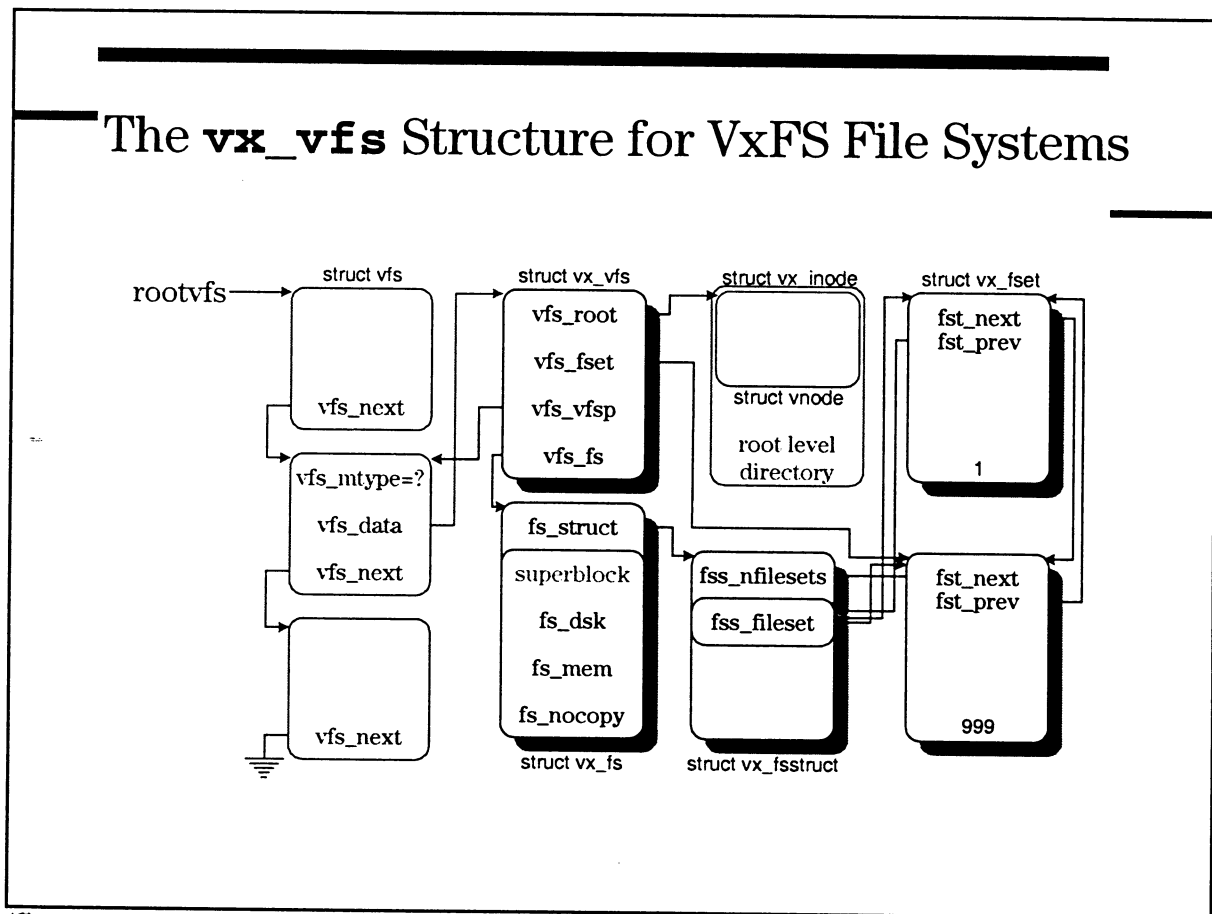 The vx_vfs Structure for VxFS File Systems
rootvfs
struct vfs
vfs_next
vfs_mtype=?
vfs_data
vfs_next
vfs_next
struct vx_vfs
vfs_root
vfs_fset
vfs_vfsp
vfs_fs
fs_struct
superblock
fs_dsk
fs_mem
fs_nocopy
struct vx_fs
struct vx_inode
struct vnode
root level
directory
fss_nfilesets
fss_fileset
struct vx_fsstruct
struct vx_fset
fst_next
fst_prev
1
fst_next
fst_prev
999